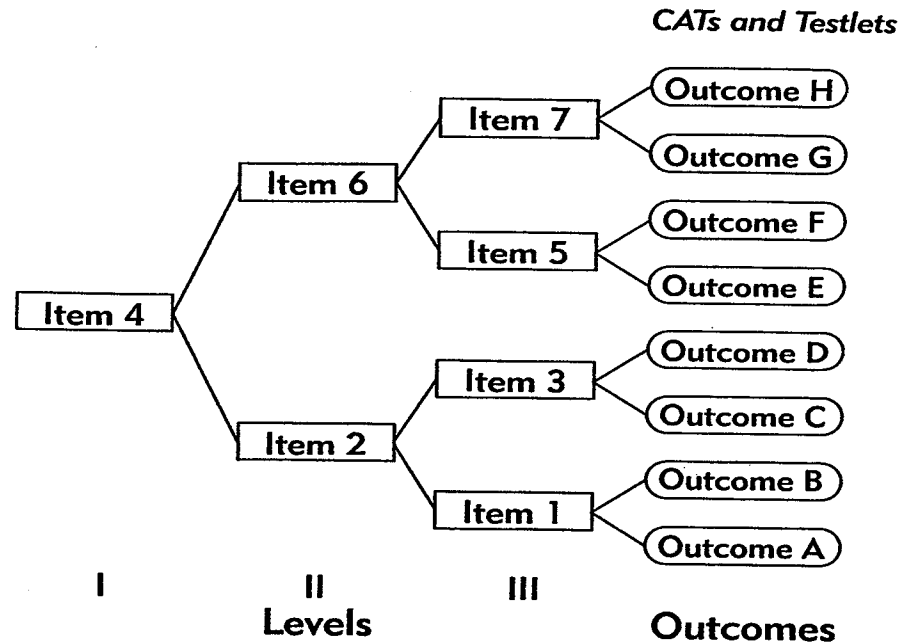 CATs and Testlets
Outcome H
Item 7
Outcome G
Item 6
Outcome F
Item 5
Outcome E
Item 4
Outcome D
Item 3
Outcome C
Item 2
Outcome B
Item 1
Outcome A
I II III
Levels Outcomes